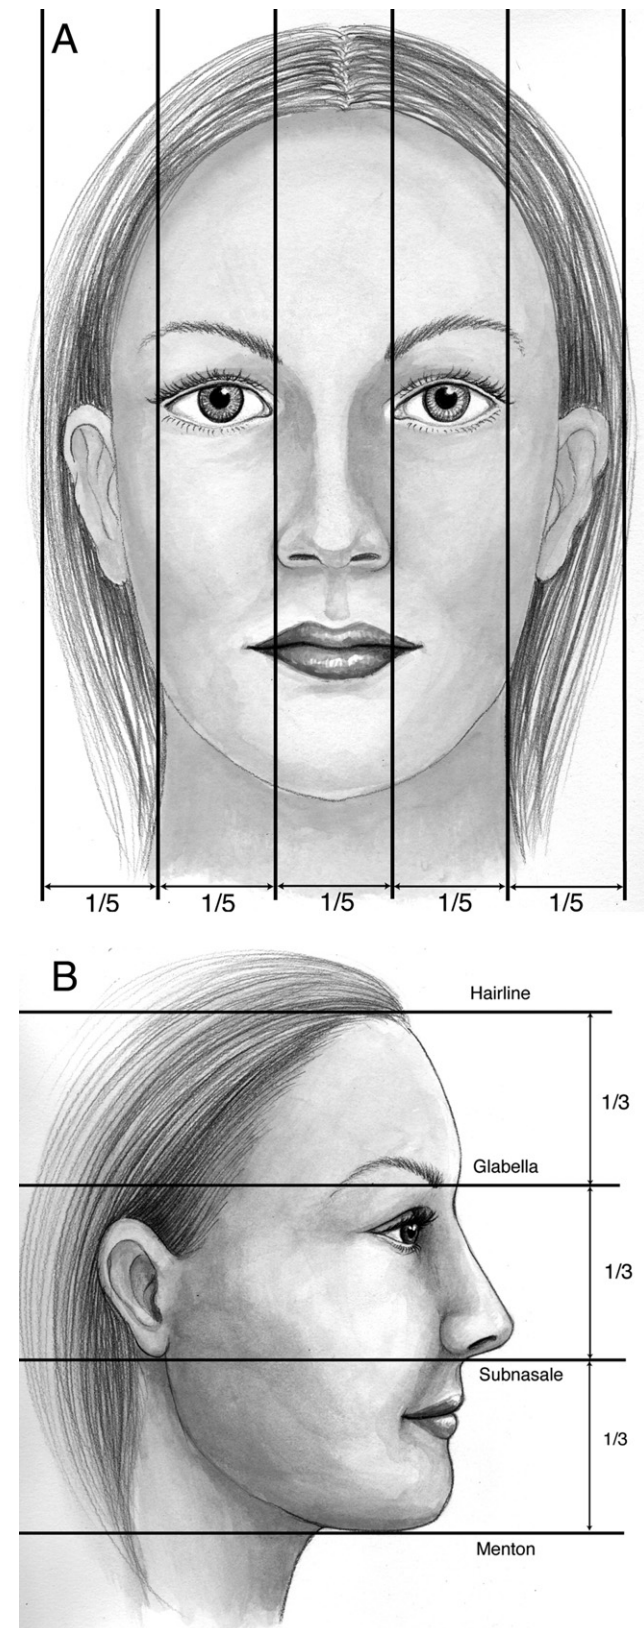 A
1/5 1/5 1/5 1/5 1/5
B
Hairline
1/3
Glabella
1/3
Subnasale
1/3
Menton